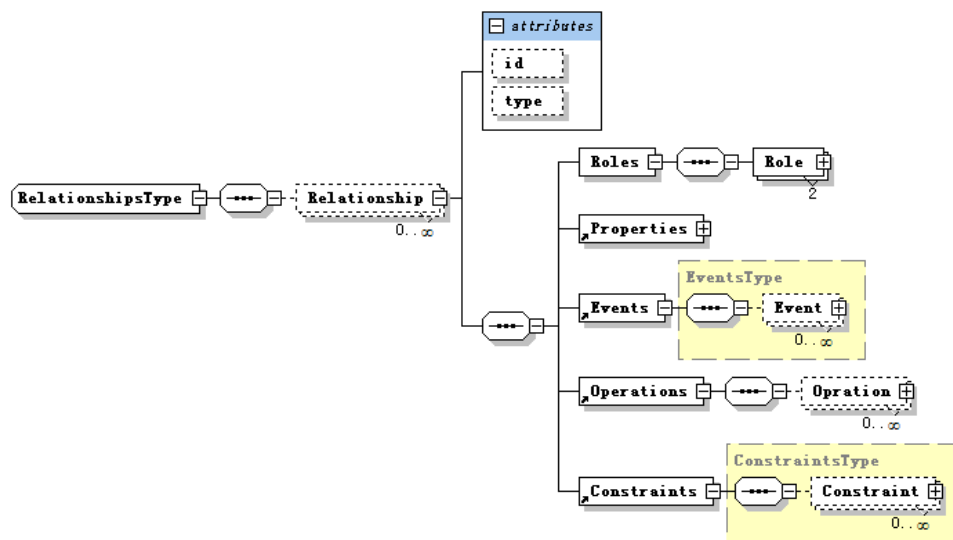 attributes
id
type
RelationshipsType
Relationship
0..∞
Roles
Role
2
Properties
EventsType
Events
Event
0..∞
Operations
Opration
0..∞
ConstraintsType
Constraints
Constraint
0..∞